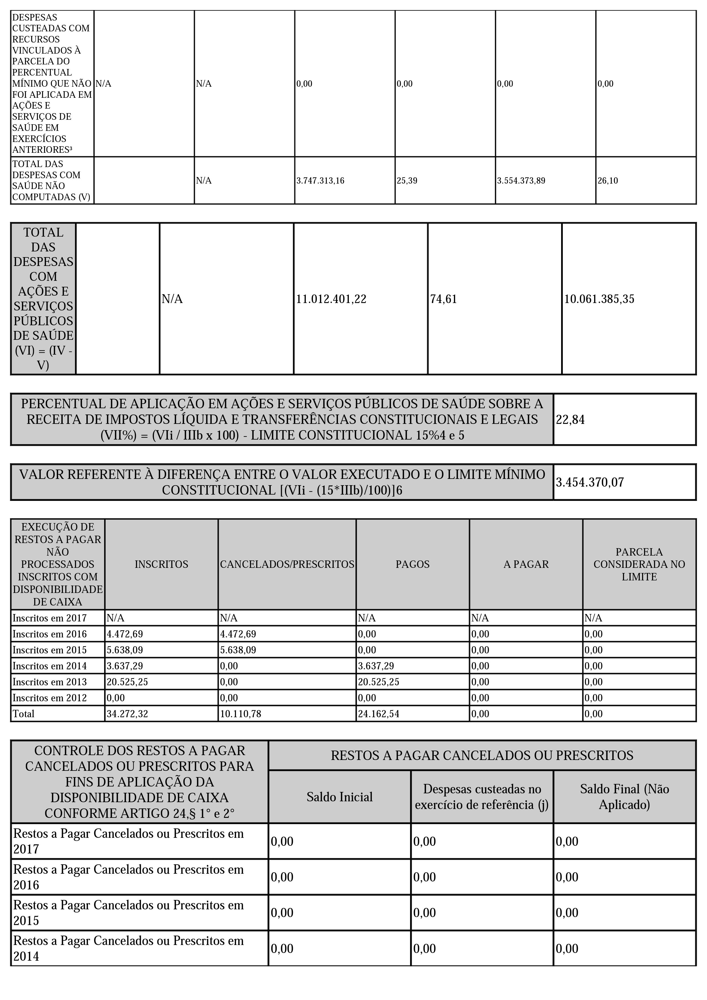 DESPESAS
CUSTEADAS COM
RECURSOS
VINCULADOS À
PARCELA DO
PERCENTUAL
MÍNIMO QUE NÃO
FOI APLICADA EM
AÇÕES E
SERVIÇOS DE
SAÚDE EM
EXERCÍCIOS
ANTERIORES³
N/A N/A 0,00 0,00 0,00 0,00
TOTAL DAS
DESPESAS COM
SAÚDE NÃO
COMPUTADAS (V)
N/A 3.747.313,16 25,39 3.554.373,89 26,10
TOTAL
DAS
DESPESAS
COM
AÇÕES E
SERVIÇOS
PÚBLICOS
DE SAÚDE
(VI) = (IV -
V)
N/A 11.012.401,22 74,61 10.061.385,35
PERCENTUAL DE APLICAÇÃO EM AÇÕES E SERVIÇOS PÚBLICOS DE SAÚDE SOBRE A
RECEITA DE IMPOSTOS LÍQUIDA E TRANSFERÊNCIAS CONSTITUCIONAIS E LEGAIS
(VII%) = (VIi / IIIb x 100) - LIMITE CONSTITUCIONAL 15%4 e 5
22,84
VALOR REFERENTE À DIFERENÇA ENTRE O VALOR EXECUTADO E O LIMITE MÍNIMO
CONSTITUCIONAL [(VIi - (15*IIIb)/100)]6
3.454.370,07
EXECUÇÃO DE
RESTOS A PAGAR
NÃO
PROCESSADOS
INSCRITOS COM
DISPONIBILIDADE
DE CAIXA
INSCRITOS
CANCELADOS/PRESCRITOS
PAGOS
A PAGAR
PARCELA
CONSIDERADA NO
LIMITE
Inscritos em 2017 N/A N/A N/A N/A N/A
Inscritos em 2016 4.472,69 4.472,69 0,00 0,00 0,00
Inscritos em 2015 5.638,09 5.638,09 0,00 0,00 0,00
Inscritos em 2014 3.637,29 0,00 3.637,29 0,00 0,00
Inscritos em 2013 20.525,25 0,00 20.525,25 0,00 0,00
Inscritos em 2012 0,00 0,00 0,00 0,00 0,00
Total 34.272,32 10.110,78 24.162,54 0,00 0,00
CONTROLE DOS RESTOS A PAGAR
CANCELADOS OU PRESCRITOS PARA
FINS DE APLICAÇÃO DA
DISPONIBILIDADE DE CAIXA
CONFORME ARTIGO 24,§ 1° e 2°
RESTOS A PAGAR CANCELADOS OU PRESCRITOS
Saldo Inicial
Despesas custeadas no
exercício de referência (j)
Saldo Final (Não
Aplicado)
Restos a Pagar Cancelados ou Prescritos em
2017
0,00 0,00 0,00
Restos a Pagar Cancelados ou Prescritos em
2016
0,00 0,00 0,00
Restos a Pagar Cancelados ou Prescritos em
2015
0,00 0,00 0,00
Restos a Pagar Cancelados ou Prescritos em
2014
0,00 0,00 0,00